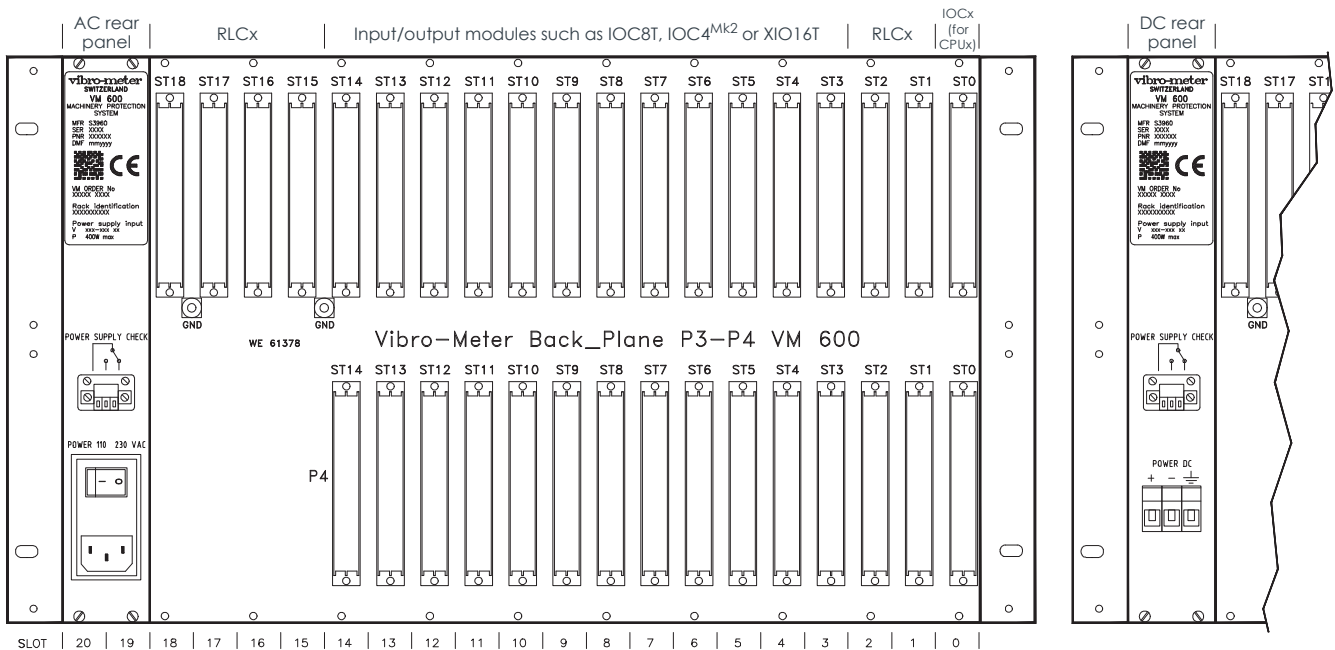 AC rear
panel
RLCx
Input/output modules such as IOC8T, IOC4Mk2 or XIO16T
RLCx
IOCx
(for
CPUx)
DC rear
panel
vibro-meter
SWITZERLAND
VM 600
MACHINERY PROTECTION
SYSTEM
MFR S3960
SER XXXX
PNR XXXXXX
DMF mmyyyy
CE
VM ORDER No
XXXXX XXXX
Rack identification
XXXXXXXXXX
Power supply input
V xxx-xxx xx
P 400W max
ST18 ST17 ST16 ST15 ST14 ST13 ST12 ST11 ST10 ST9 ST8 ST7 ST6 ST5 ST4 ST3 ST2 ST1 ST0
GND
GND
POWER SUPPLY CHECK
WE 61378
Vibro-Meter Back_Plane P3-P4 VM 600
ST14 ST13 ST12 ST11 ST10 ST9 ST8 ST7 ST6 ST5 ST4 ST3 ST2 ST1 ST0
POWER 110 230 VAC
P4
SLOT 20 19 18 17 16 15 14 13 12 11 10 9 8 7 6 5 4 3 2 1 0
vibro-meter
SWITZERLAND
VM 600
MACHINERY PROTECTION
SYSTEM
MFR S3960
SER XXXX
PNR XXXXXX
DMF mmyyyy
CE
VM ORDER No
XXXXX XXXX
Rack identification
XXXXXXXXXX
Power supply input
V xxx-xxx xx
P 400W max
ST18 ST17 ST1
GND
POWER SUPPLY CHECK
POWER DC
+ -